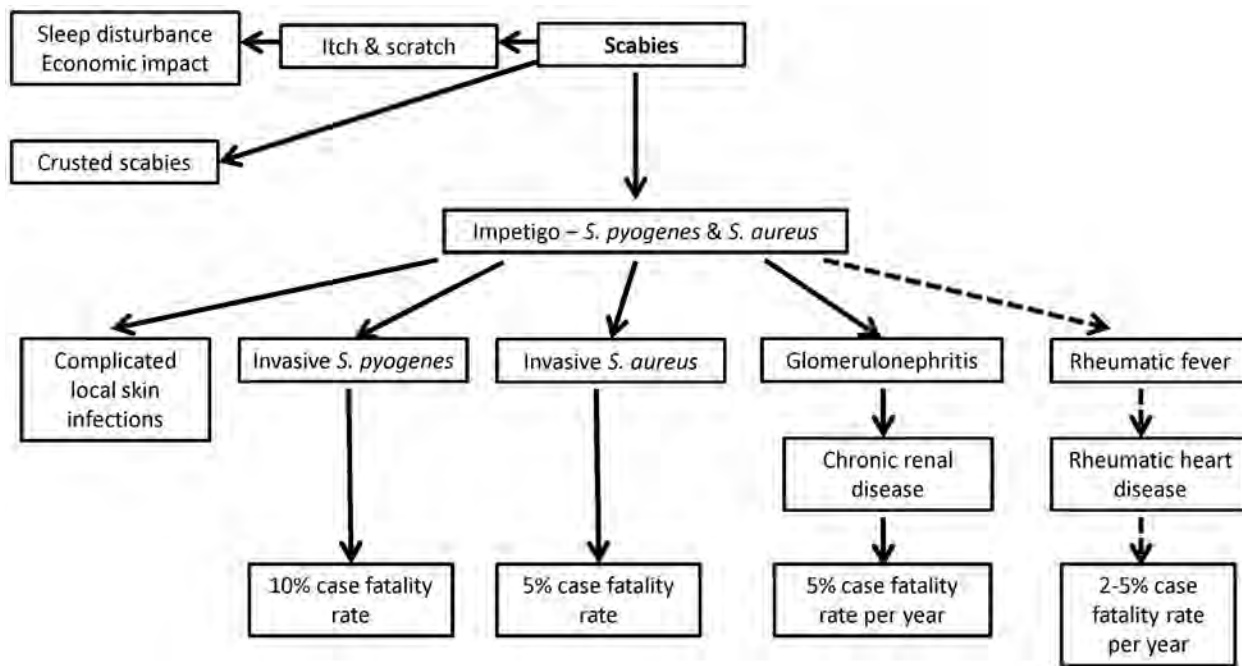 Sleep disturbance
Economic impact
Itch & scratch
Scabies
Crusted scabies
Impetigo – S. pyogenes & S. aureus
Complicated
local skin
infections
Invasive S. pyogenes
Invasive S. aureus
Glomerulonephritis
Rheumatic fever
Chronic renal
disease
Rheumatic heart
disease
10% case fatality
rate
5% case fatality
rate
5% case fatality
rate per year
2-5% case
fatality rate
per year